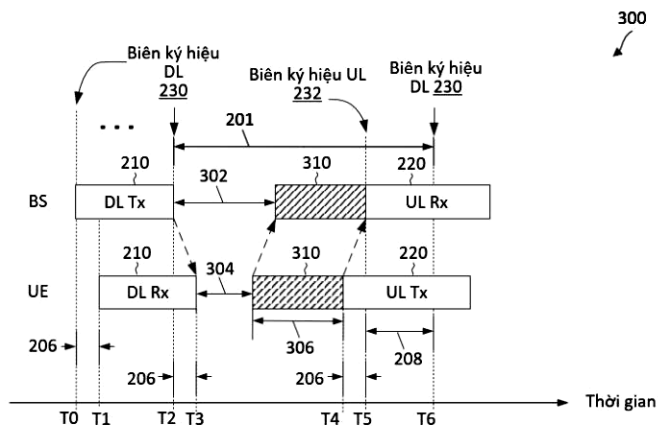 300
Biên ký hiệu
DL
230
Biên ký hiệu UL
232
Biên ký hiệu
DL 230
...
201
210
302
310
220
BS
DL Tx
UL Rx
210
304
310
220
UE
DL Rx
UL Tx
206
206
306
206
208
Thời gian
T0
T1
T2
T3
T4
T5
T6